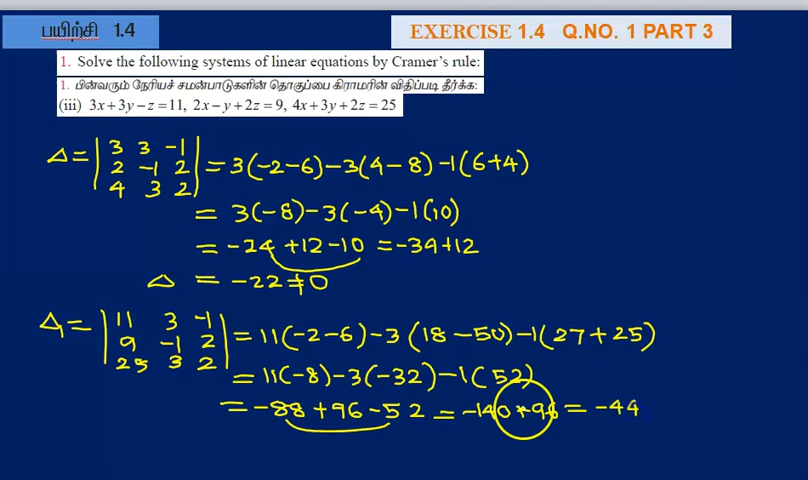 பயிற்சி 1.4
EXERCISE 1.4 Q.NO. 1 PART 3
1. Solve the following systems of linear equations by Cramer's rule:
1. பின்வரும் நேரியச் சமன்பாடுகளின் தொகுப்பை கிராமரின் விதிப்படி தீர்க்க:
(iii) 3x+3y−z=11, 2x−y+2z=9, 4x+3y+2z=25
Δ = | 3 3 -1 |
| 2 -1 2 | = 3(-2-6)-3(4-8)-1(6+4)
| 4 3 2 |
= 3(-8)-3(-4)-1(10)
= -24+12-10 = -34+12
Δ = -22≠0
Δ₁ = | 11 3 -1 |
| 9 -1 2 | = 11(-2-6)-3(18-50)-1(27+25)
| 25 3 2 |
= 11(-8)-3(-32)-1(52)
= -88+96-52 = -140+96 = -44